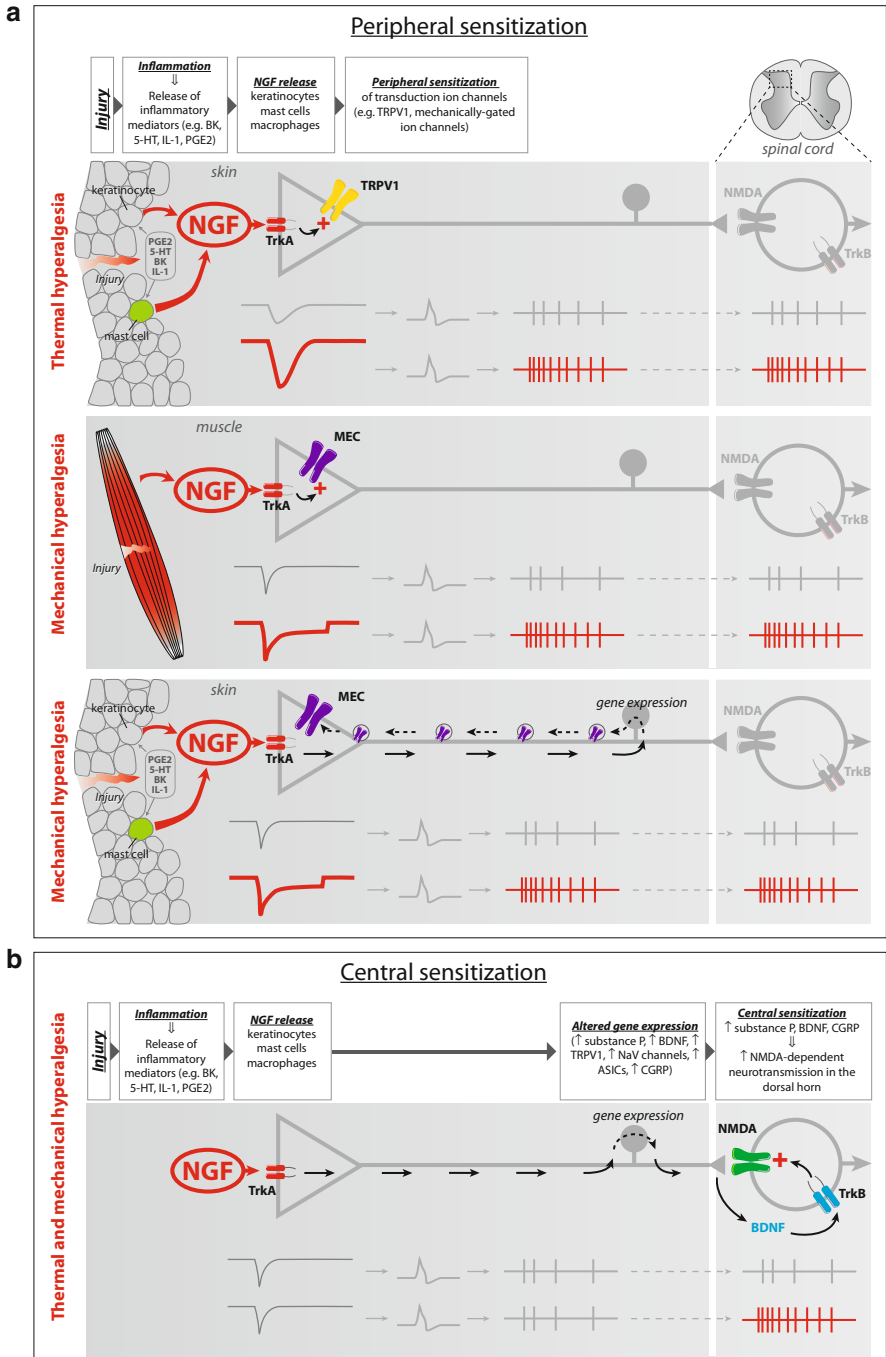 a
Peripheral sensitization
Injury
Inflammation
⇓
Release of
inflammatory
mediators (e.g. BK,
5-HT, IL-1, PGE2)
NGF release
keratinocytes
mast cells
macrophages
Peripheral sensitization
of transduction ion channels
(e.g. TRPV1, mechanically-gated
ion channels)
spinal cord
Thermal hyperalgesia
skin
keratinocyte
NGF
PGE2
5-HT
BK
IL-1
Injury
mast cell
TrkA
+
TRPV1
NMDA
TrkB
Mechanical hyperalgesia
muscle
Injury
NGF
TrkA
+
MEC
NMDA
TrkB
Mechanical hyperalgesia
skin
keratinocyte
NGF
PGE2
5-HT
BK
IL-1
Injury
mast cell
TrkA
MEC
gene expression
NMDA
TrkB
b
Central sensitization
Injury
Inflammation
⇓
Release of
inflammatory
mediators (e.g. BK,
5-HT, IL-1, PGE2)
NGF release
keratinocytes
mast cells
macrophages
Altered gene expression
(↑ substance P, ↑ BDNF, ↑
TRPV1, ↑ NaV channels, ↑
ASICs, ↑ CGRP)
Central sensitization
↑ substance P, BDNF, CGRP
⇓
↑ NMDA-dependent
neurotransmission in the
dorsal horn
Thermal and mechanical hyperalgesia
NGF
TrkA
gene expression
NMDA
+
TrkB
BDNF